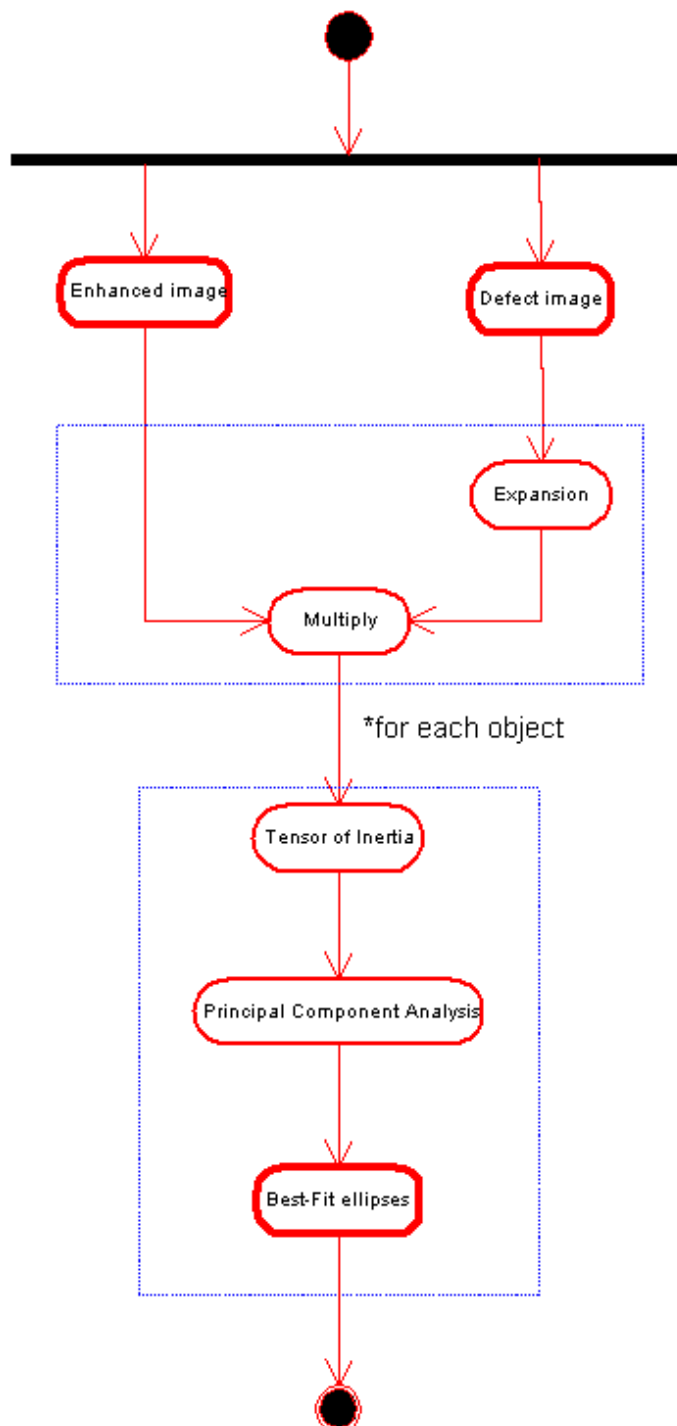 Enhanced image
Defect image
Expansion
Multiply
*for each object
Tensor of Inertia
Principal Component Analysis
Best-Fit ellipses